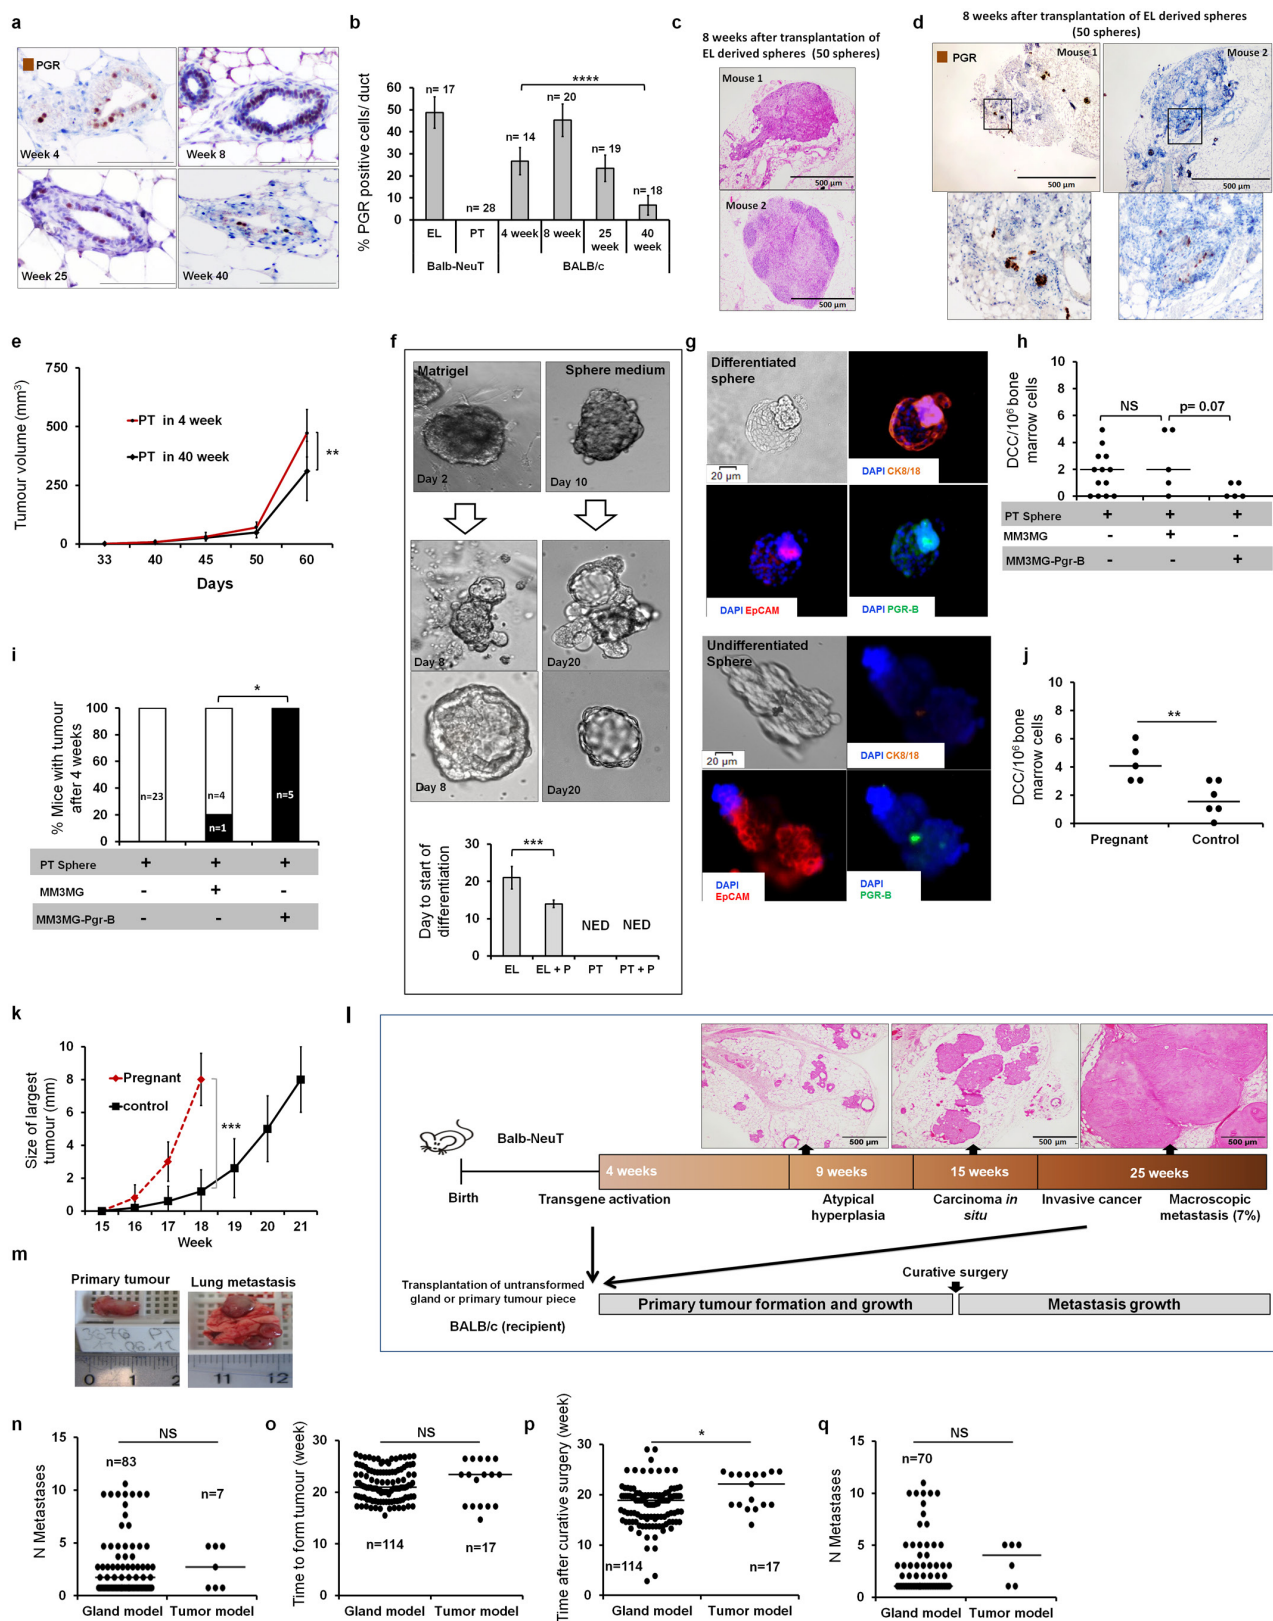 a
PGR
Week 4
Week 8
Week 25
Week 40
b
% PGR positive cells/ duct
60
50
40
30
20
10
0
n= 17
n= 28
n= 14
n= 20
n= 19
n= 18
****
EL
PT
4 week
8 week
25 week
40 week
Balb-NeuT
BALB/c
c
8 weeks after transplantation of
EL derived spheres (50 spheres)
Mouse 1
500 µm
Mouse 2
500 µm
d
8 weeks after transplantation of EL derived spheres
(50 spheres)
PGR
Mouse 1
Mouse 2
500 µm
500 µm
e
Tumour volume (mm3)
750
500
250
0
PT in 4 week
PT in 40 week
**
33 40 45 50 60
Days
f
Matrigel
Sphere medium
Day 2
Day 10
Day 8
Day20
Day 8
Day20
Day to start of
differentiation
30
20
10
0
***
NED NED
EL EL + P PT PT + P
g
Differentiated
sphere
20 µm
DAPI CK8/18
DAPI EpCAM
DAPI PGR-B
Undifferentiated
Sphere
20 µm
DAPI CK8/18
DAPI
EpCAM
DAPI
PGR-B
h
DCC/10⁶ bone
marrow cells
10
8
6
4
2
0
NS
p= 0.07
PT Sphere + + +
MM3MG - + -
MM3MG-Pgr-B - - +
i
% Mice with tumour
after 4 weeks
100
80
60
40
20
0
*
n=23
n=4
n=1
n=5
PT Sphere + + +
MM3MG - + -
MM3MG-Pgr-B - - +
j
DCC/10⁶ bone
marrow cells
10
8
6
4
2
0
**
Pregnant Control
k
Size of largest
tumour (mm)
10
8
6
4
2
0
Pregnant
control
***
15 16 17 18 19 20 21
Week
l
500 µm
500 µm
500 µm
Balb-NeuT
4 weeks
9 weeks
15 weeks
25 weeks
Birth
Transgene activation
Atypical
hyperplasia
Carcinoma in
situ
Invasive cancer
Macroscopic
metastasis (7%)
Transplantation of untransformed
gland or primary tumour piece
BALB/c (recipient)
Curative surgery
Primary tumour formation and growth
Metastasis growth
m
Primary tumour
Lung metastasis
0 1 2
11 12
n
N Metastases
15
10
5
0
NS
n=83
n=7
Gland model Tumor model
o
Time to form tumour (week)
30
20
10
0
NS
n=114
n=17
Gland model Tumor model
p
Time after curative surgery (week)
30
20
10
0
*
n=114
n=17
Gland model Tumor model
q
N Metastases
15
10
5
0
NS
n=70
Gland model Tumor model